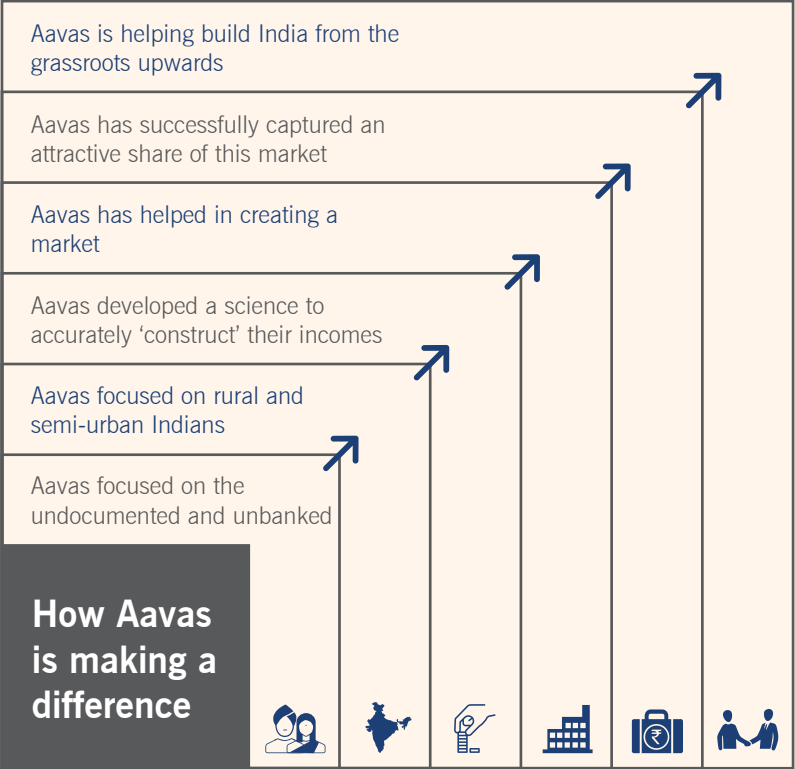 Aavas is helping build India from the
grassroots upwards
Aavas has successfully captured an
attractive share of this market
Aavas has helped in creating a
market
Aavas developed a science to
accurately ‘construct’ their incomes
Aavas focused on rural and
semi-urban Indians
Aavas focused on the
undocumented and unbanked
How Aavas
is making a
difference
₹